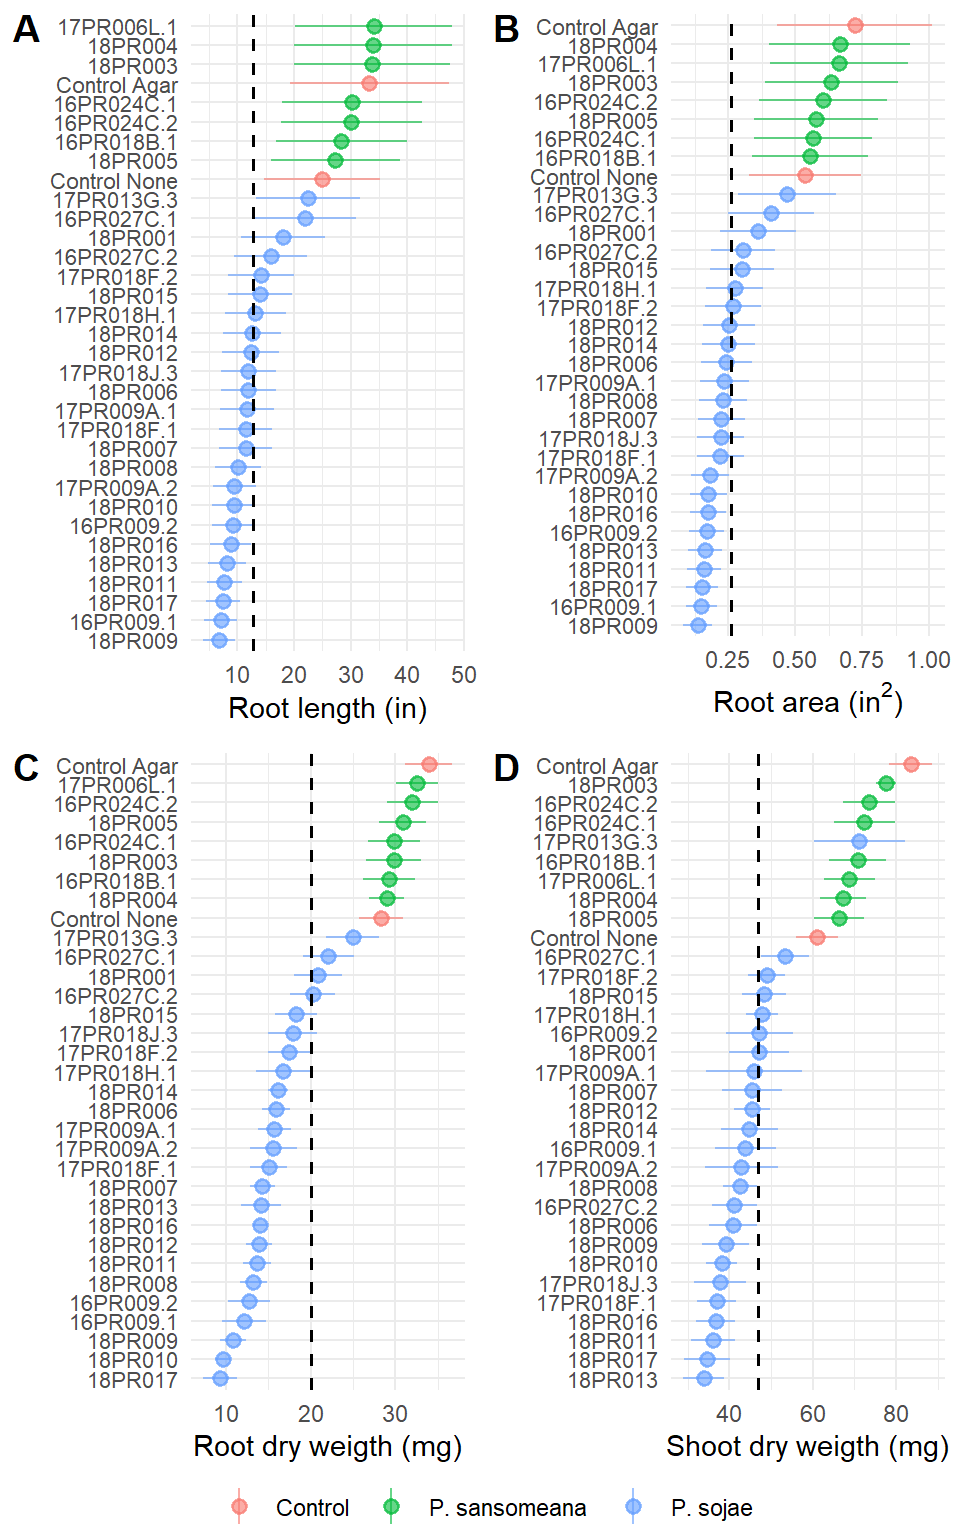 A
17PR006L.1
18PR004
18PR003
Control Agar
16PR024C.1
16PR024C.2
16PR018B.1
18PR005
Control None
17PR013G.3
16PR027C.1
18PR001
16PR027C.2
17PR018F.2
18PR015
17PR018H.1
18PR014
18PR012
17PR018J.3
18PR006
17PR009A.1
17PR018F.1
18PR007
18PR008
17PR009A.2
18PR010
16PR009.2
18PR016
18PR013
18PR011
18PR017
16PR009.1
18PR009
10 20 30 40 50
Root length (in)
B
Control Agar
18PR004
17PR006L.1
18PR003
16PR024C.2
18PR005
16PR024C.1
16PR018B.1
Control None
17PR013G.3
16PR027C.1
18PR001
16PR027C.2
18PR015
17PR018H.1
17PR018F.2
18PR012
18PR014
18PR006
17PR009A.1
18PR008
18PR007
17PR018J.3
17PR018F.1
17PR009A.2
18PR010
18PR016
16PR009.2
18PR013
18PR011
18PR017
16PR009.1
18PR009
0.25 0.50 0.75 1.00
Root area (in²)
C
Control Agar
17PR006L.1
16PR024C.2
18PR005
16PR024C.1
18PR003
16PR018B.1
18PR004
Control None
17PR013G.3
16PR027C.1
18PR001
16PR027C.2
18PR015
17PR018J.3
17PR018F.2
17PR018H.1
18PR014
18PR006
17PR009A.1
17PR009A.2
17PR018F.1
18PR007
18PR013
18PR016
18PR012
18PR011
18PR008
16PR009.2
16PR009.1
18PR009
18PR010
18PR017
10 20 30
Root dry weigth (mg)
D
Control Agar
18PR003
16PR024C.2
16PR024C.1
17PR013G.3
16PR018B.1
17PR006L.1
18PR004
18PR005
Control None
16PR027C.1
17PR018F.2
18PR015
17PR018H.1
16PR009.2
18PR001
17PR009A.1
18PR007
18PR012
18PR014
16PR009.1
17PR009A.2
18PR008
16PR027C.2
18PR006
18PR009
18PR010
17PR018J.3
17PR018F.1
18PR016
18PR011
18PR017
18PR013
40 60 80
Shoot dry weigth (mg)
Control P. sansomeana P. sojae